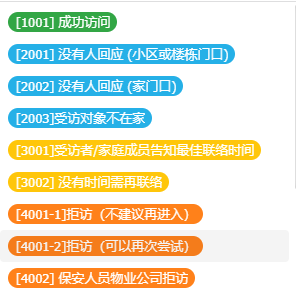 [1001] 成功访问
[2001] 没有人回应 (小区或楼栋门口)
[2002] 没有人回应 (家门口)
[2003]受访对象不在家
[3001]受访者/家庭成员告知最佳联络时间
[3002] 没有时间需再联络
[4001-1]拒访（不建议再进入）
[4001-2]拒访（可以再次尝试）
[4002] 保安人员物业公司拒访